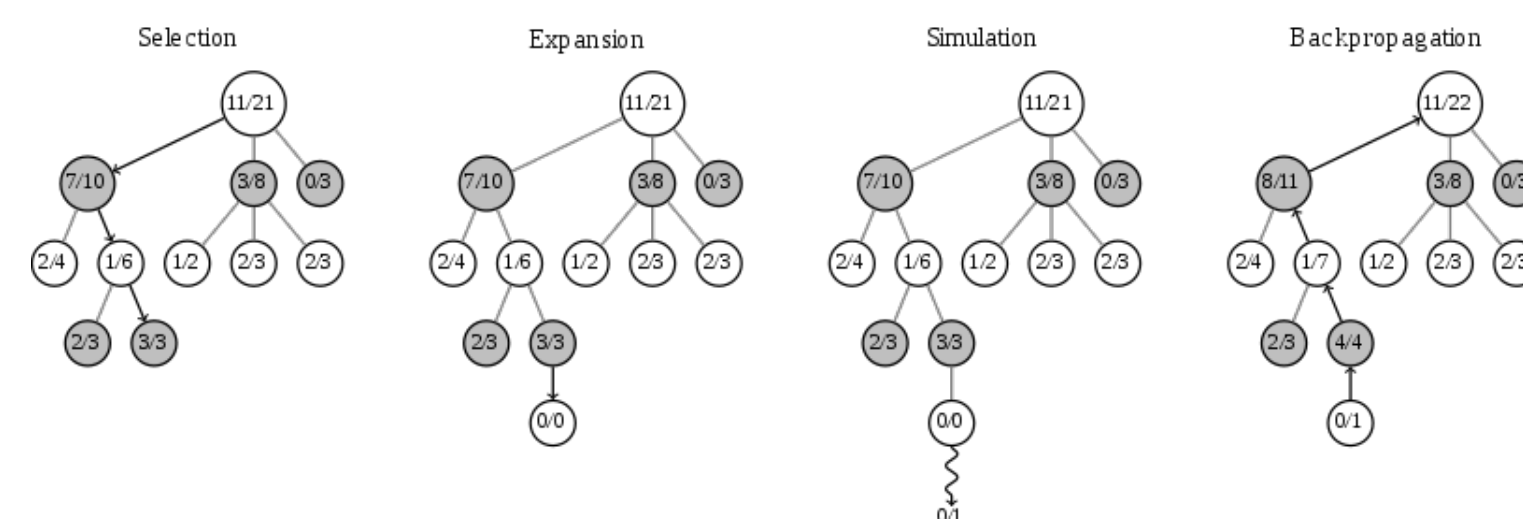 Selection Expansion Simulation Backpropagation
11/21 11/21 11/21 11/22
7/10 3/8 0/3 7/10 3/8 0/3 7/10 3/8 0/3 8/11 3/8 0/3
2/4 1/6 1/2 2/3 2/3 2/4 1/6 1/2 2/3 2/3 2/4 1/6 1/2 2/3 2/3 2/4 1/7 1/2 2/3 2/3
2/3 3/3 2/3 3/3 2/3 3/3 2/3 4/4
0/0 0/0 0/1
0/1